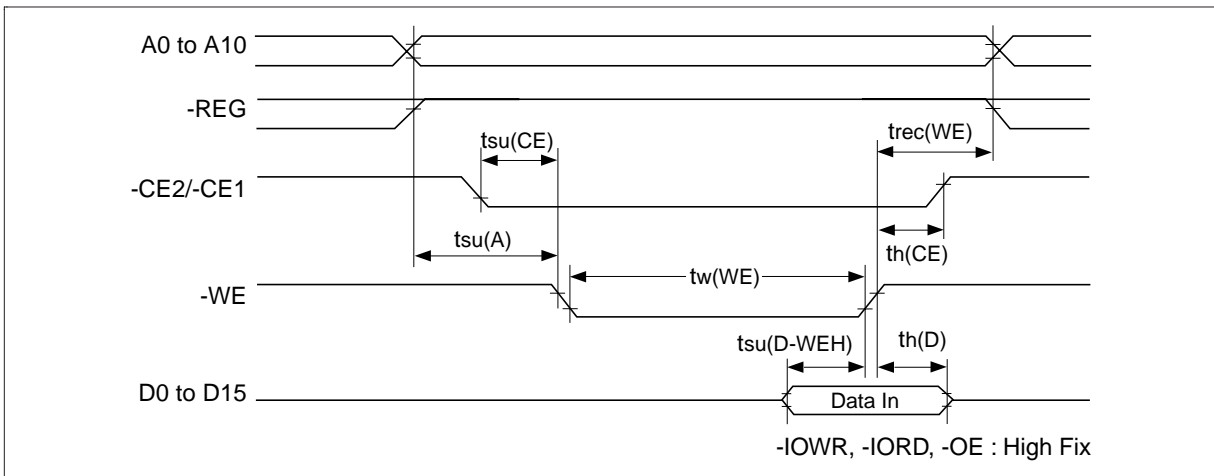 A0 to A10
-REG
tsu(CE)
trec(WE)
-CE2/-CE1
tsu(A)
th(CE)
tw(WE)
-WE
tsu(D-WEH)
th(D)
D0 to D15
Data In
-IOWR, -IORD, -OE : High Fix